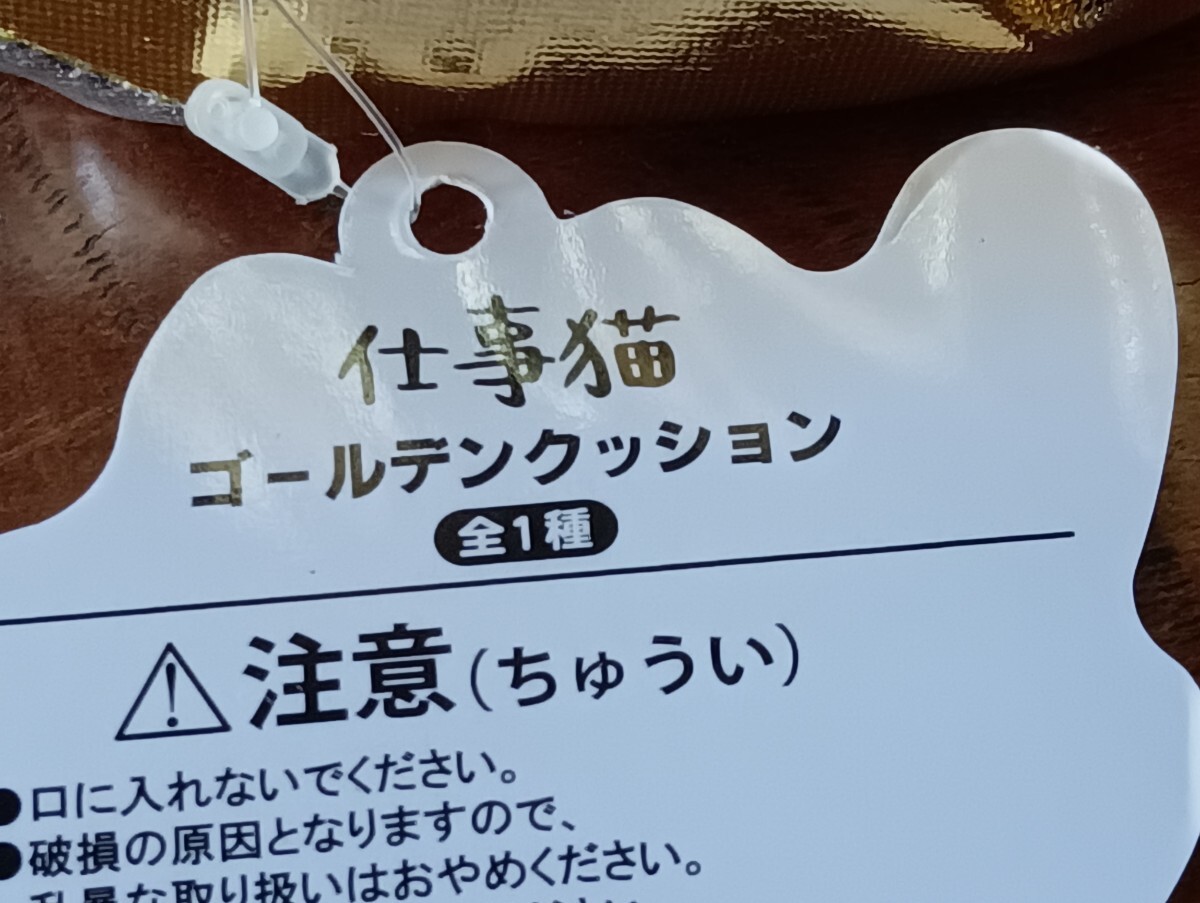 仕事猫
ゴールデンクッション
全1種
注意(ちゅうい)
●口に入れないでください。
●破損の原因となりますので、
乱暴な取り扱いはおやめください。